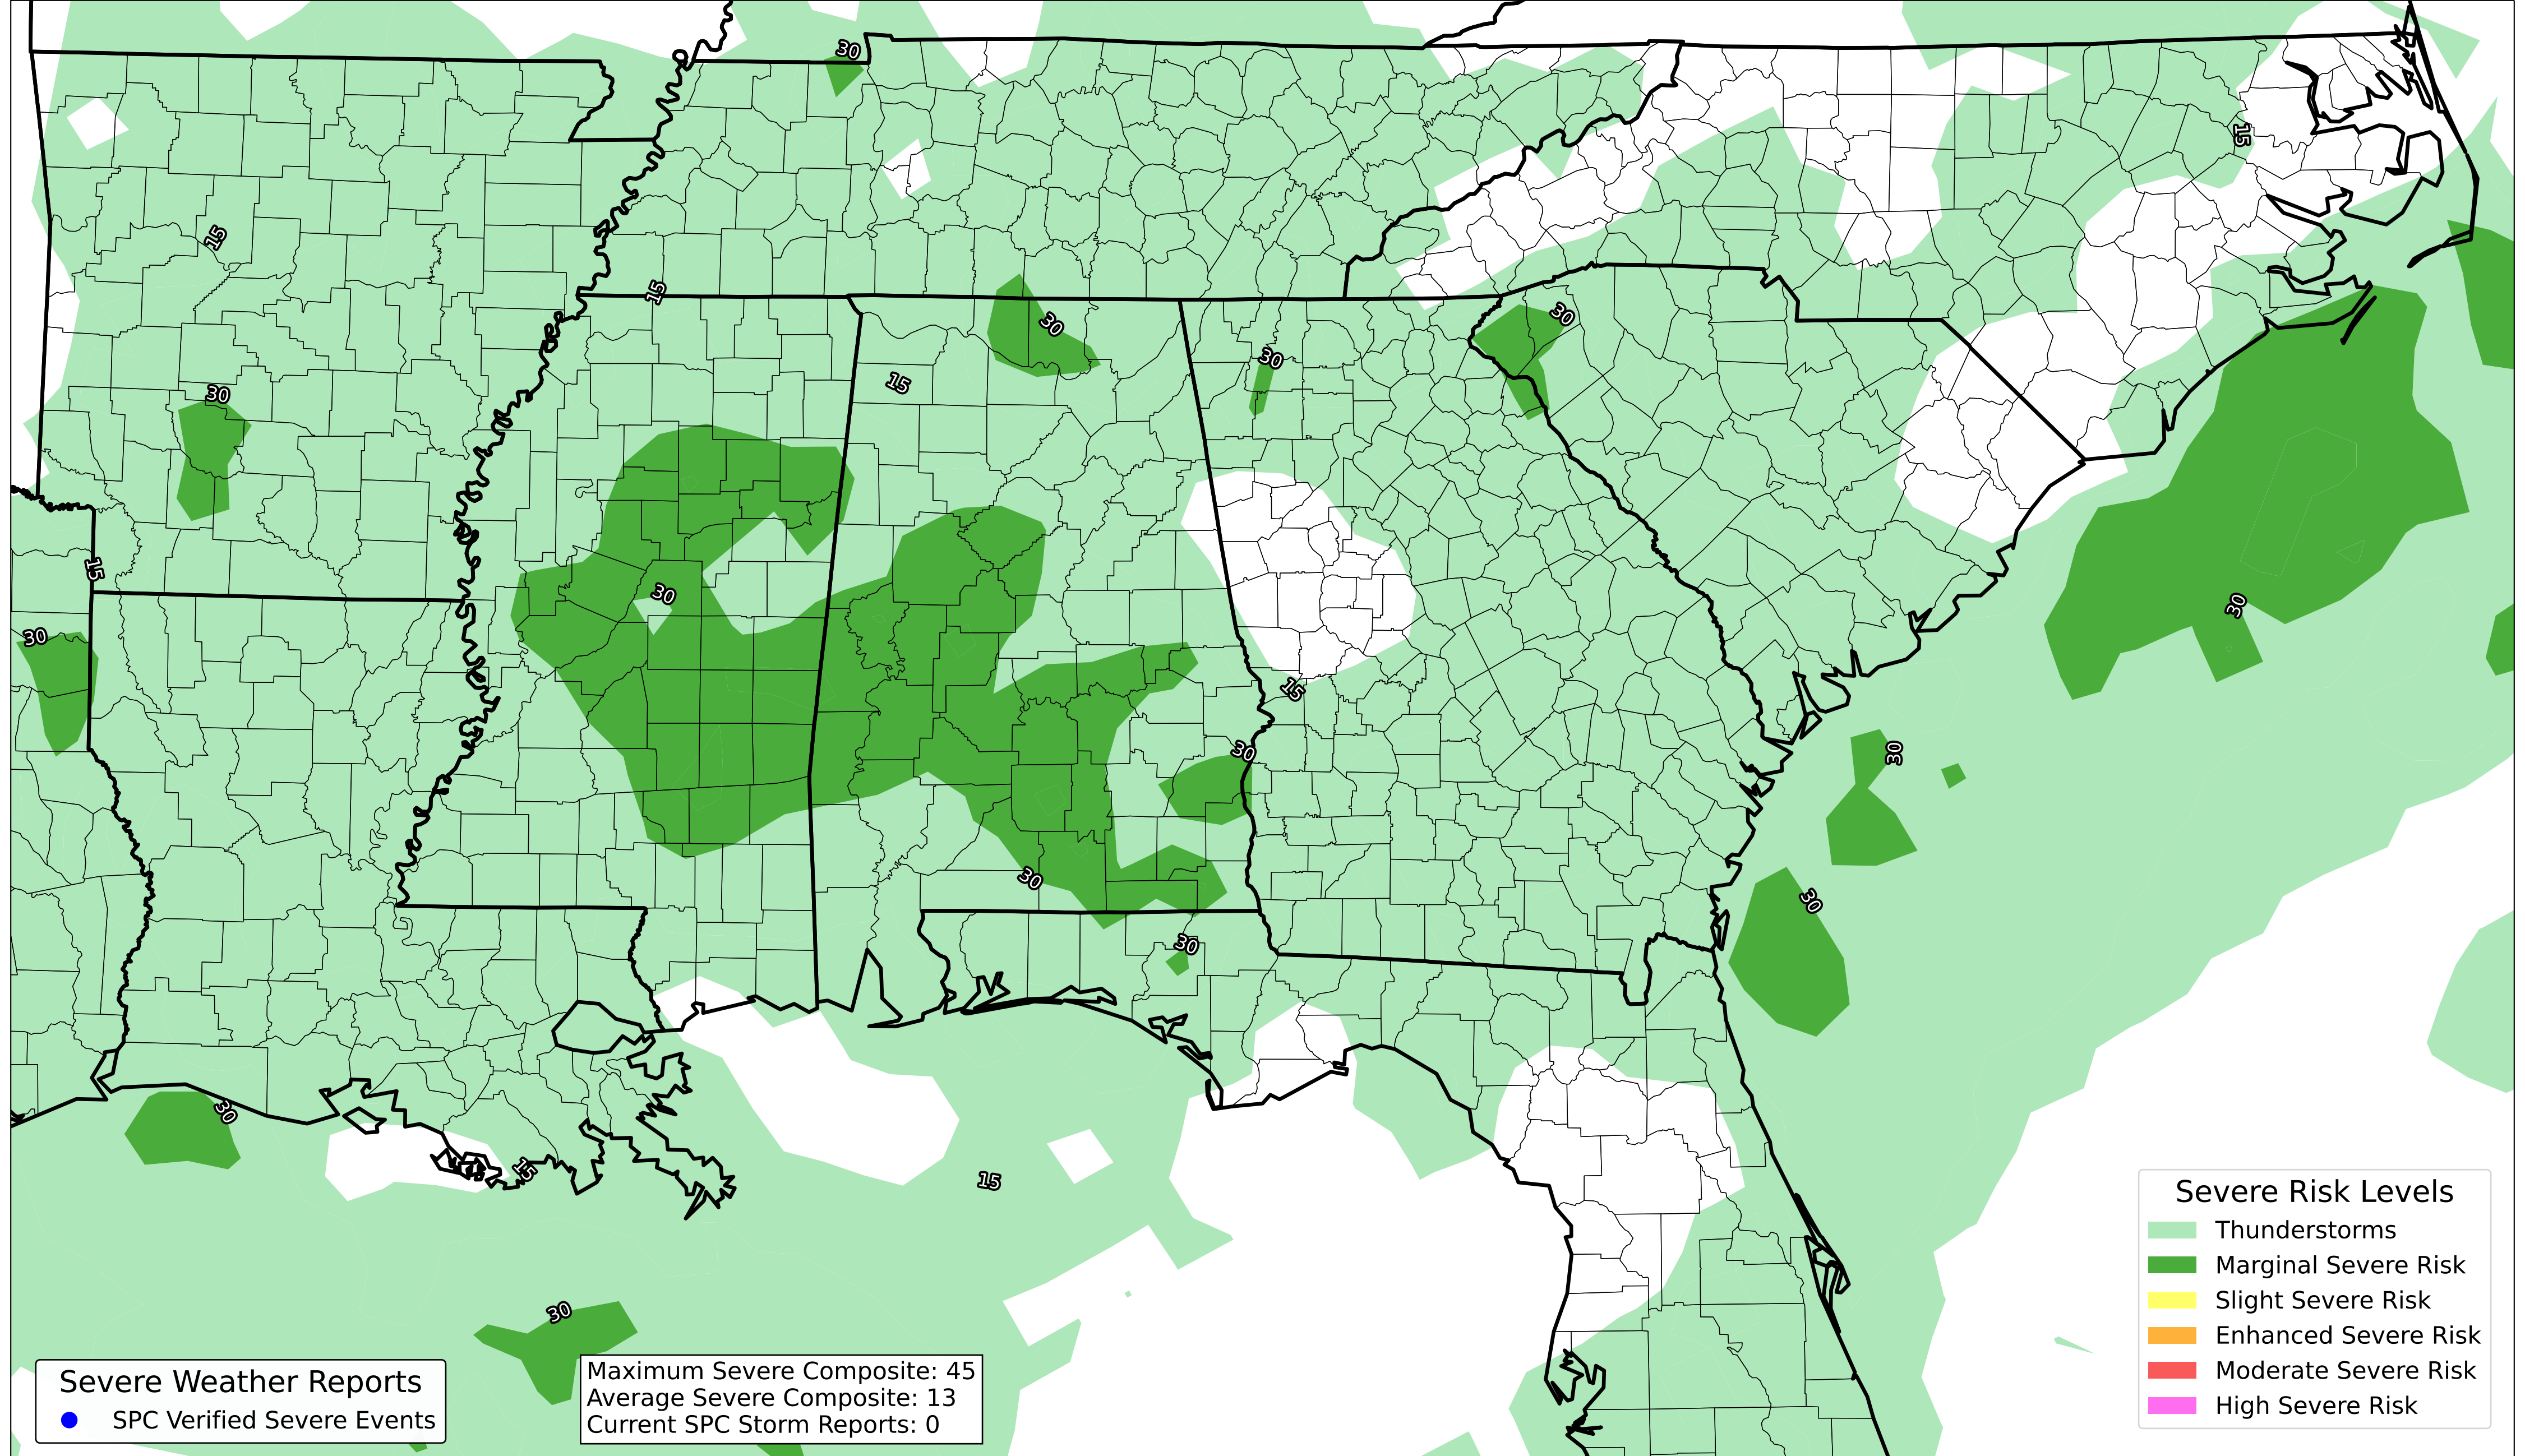 30
15
15
15
30
30
30
15
30
15
30
30
30
15
30
30
30
30
30
30
15
15
30
Severe Weather Reports
SPC Verified Severe Events
Maximum Severe Composite: 45
Average Severe Composite: 13
Current SPC Storm Reports: 0
Severe Risk Levels
Thunderstorms
Marginal Severe Risk
Slight Severe Risk
Enhanced Severe Risk
Moderate Severe Risk
High Severe Risk